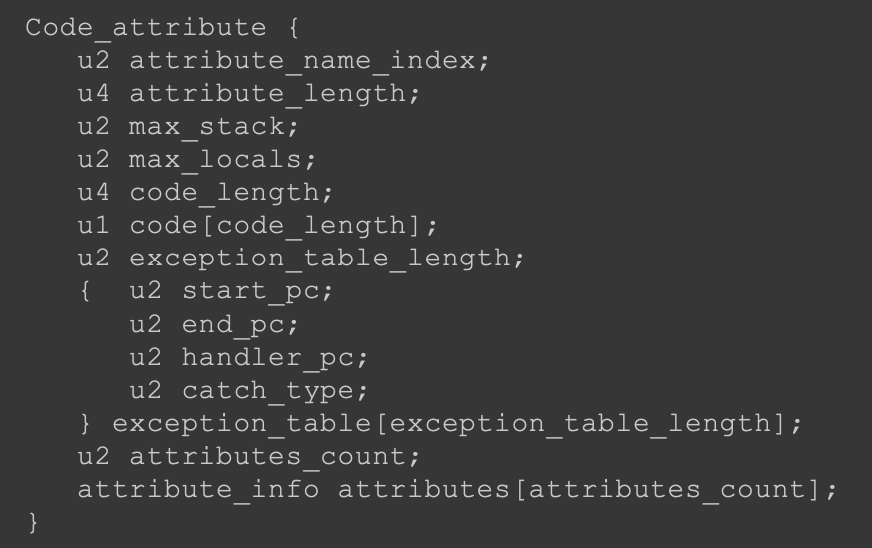 Code_attribute {
   u2 attribute_name_index;
   u4 attribute_length;
   u2 max_stack;
   u2 max_locals;
   u4 code_length;
   u1 code[code_length];
   u2 exception_table_length;
   {  u2 start_pc;
      u2 end_pc;
      u2 handler_pc;
      u2 catch_type;
   } exception_table[exception_table_length];
   u2 attributes_count;
   attribute_info attributes[attributes_count];
}